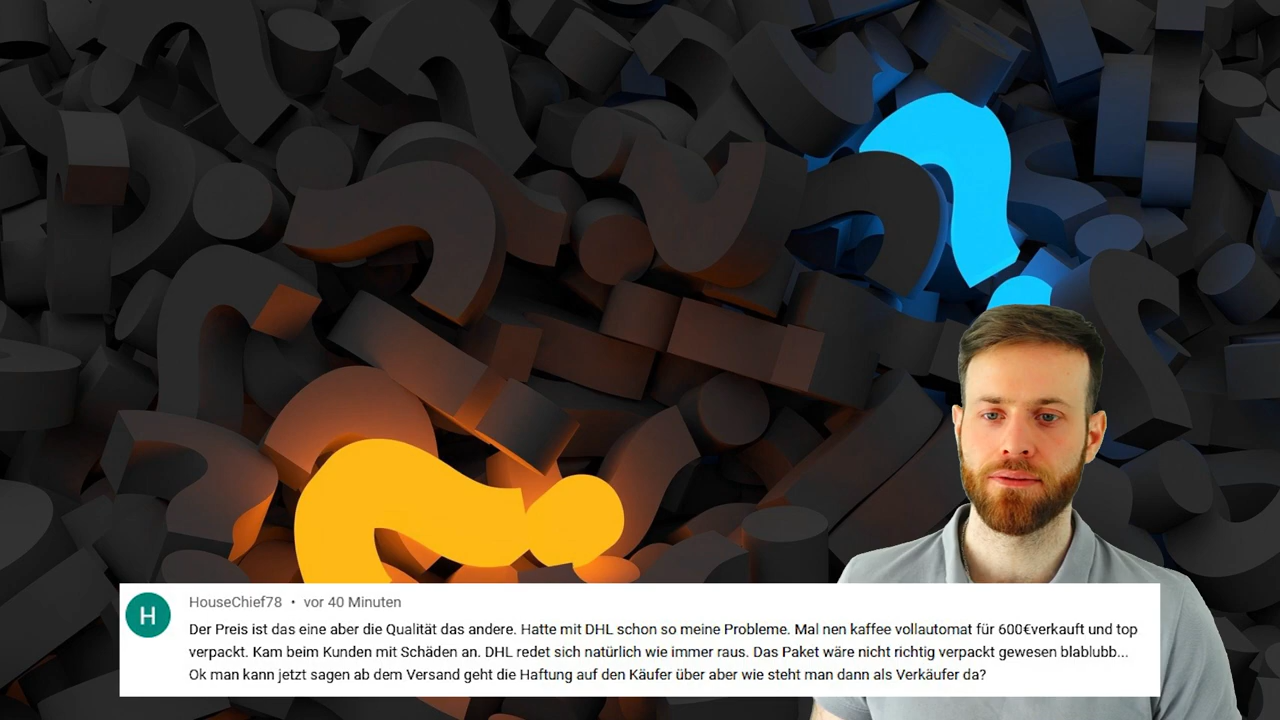 H
HouseChief78 • vor 40 Minuten
Der Preis ist das eine aber die Qualität das andere. Hatte mit DHL schon so meine Probleme. Mal nen kaffee vollautomat für 600€verkauft und top
verpackt. Kam beim Kunden mit Schäden an. DHL redet sich natürlich wie immer raus. Das Paket wäre nicht richtig verpackt gewesen blablubb...
Ok man kann jetzt sagen ab dem Versand geht die Haftung auf den Käufer über aber wie steht man dann als Verkäufer da?